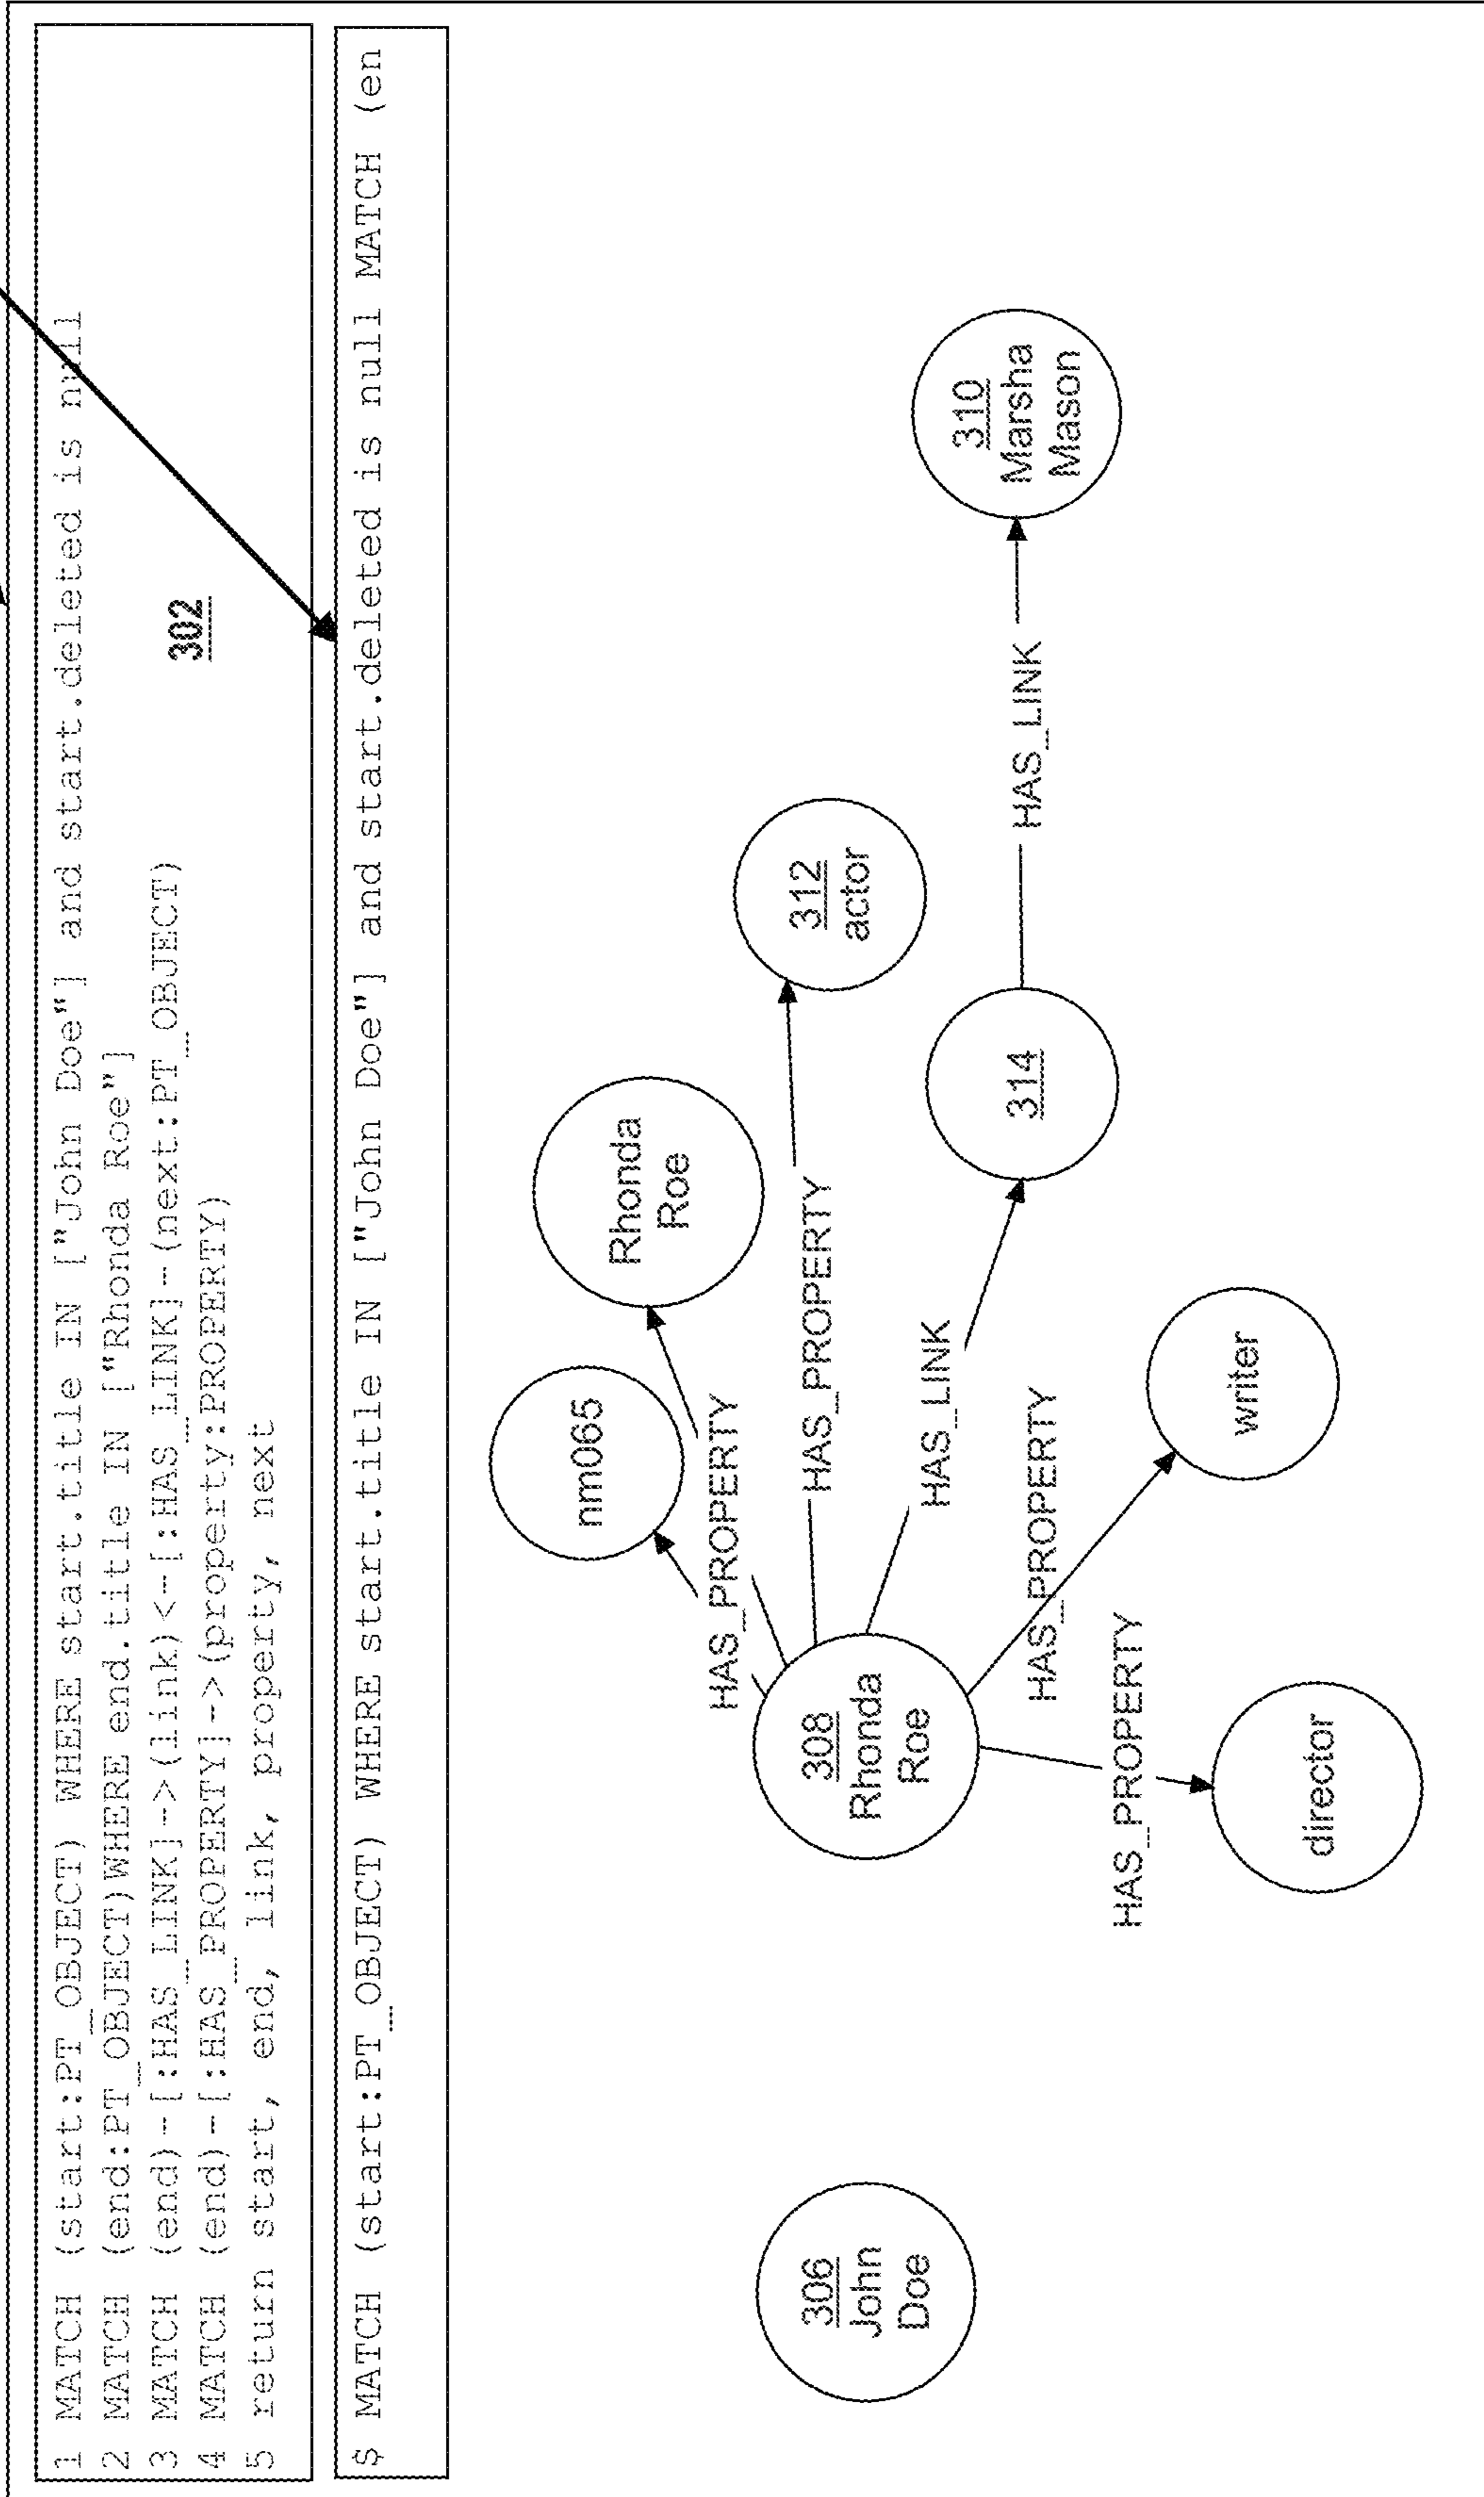 1 MATCH (start:PT_OBJECT) WHERE start.title IN ["John Doe"] and start.deleted is null
2 MATCH (end:PT_OBJECT)WHERE end.title IN ["Rhonda Roe"]
3 MATCH (end)-[:HAS_LINK]->(link)<-[:HAS_LINK]-(next:PT_OBJECT)
4 MATCH (end)-[:HAS_PROPERTY]->(property:PROPERTY)
5 return start, end, link, property, next
302
$ MATCH (start:PT_OBJECT) WHERE start.title IN ["John Doe"] and start.deleted is null MATCH (en
nm065
Rhonda
Roe
HAS_PROPERTY
312
actor
HAS_PROPERTY
306
John
Doe
308
Rhonda
Roe
HAS_LINK
314
HAS_LINK
310
Marsha
Mason
HAS_PROPERTY
writer
HAS_PROPERTY
director